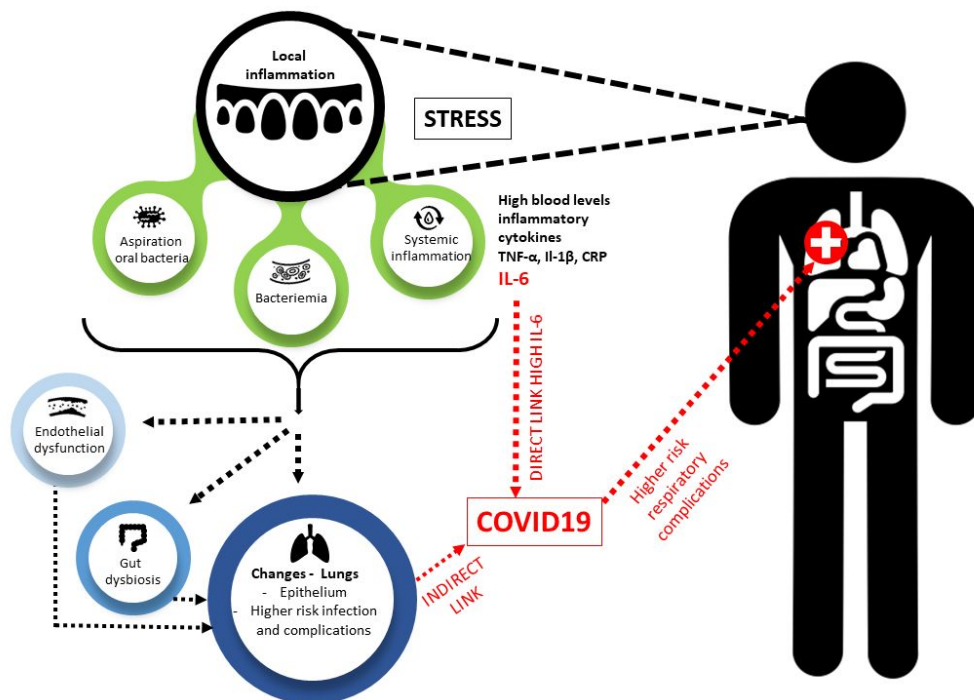 Local
inflammation
STRESS
Aspiration
oral bacteria
Bacteriemia
Systemic
inflammation
High blood levels
inflammatory
cytokines
TNF-α, Il-1β, CRP
IL-6
DIRECT LINK HIGH IL-6
Endothelial
dysfunction
Gut
dysbiosis
Changes - Lungs
- Epithelium
- Higher risk infection
and complications
INDIRECT
LINK
COVID19
Higher risk
respiratory
complications